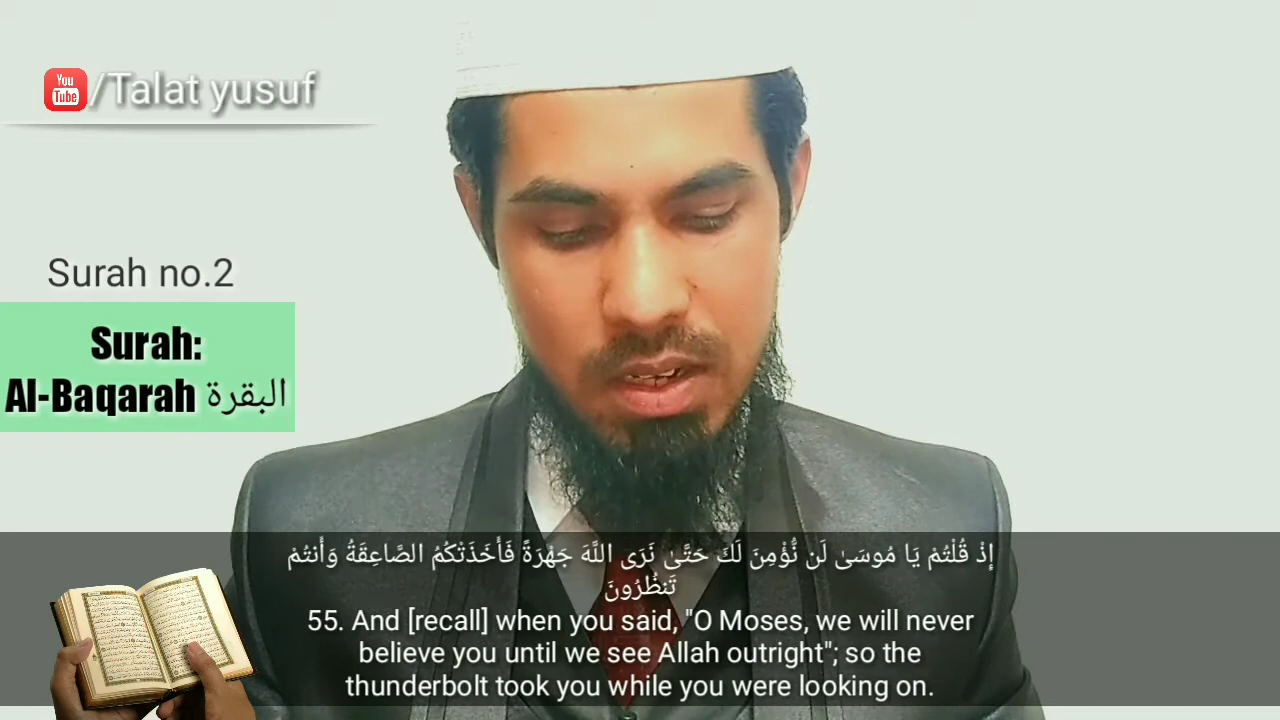 You
Tube
/Talat yusuf
Surah no.2
Surah:
Al-Baqarah البقرة
إِذْ قُلْتُمْ يَا مُوسَىٰ لَن نُّؤْمِنَ لَكَ حَتَّىٰ نَرَى اللَّهَ جَهْرَةً فَأَخَذَتْكُمُ الصَّاعِقَةُ وَأَنتُمْ
تَنظُرُونَ
55. And [recall] when you said, "O Moses, we will never
believe you until we see Allah outright"; so the
thunderbolt took you while you were looking on.